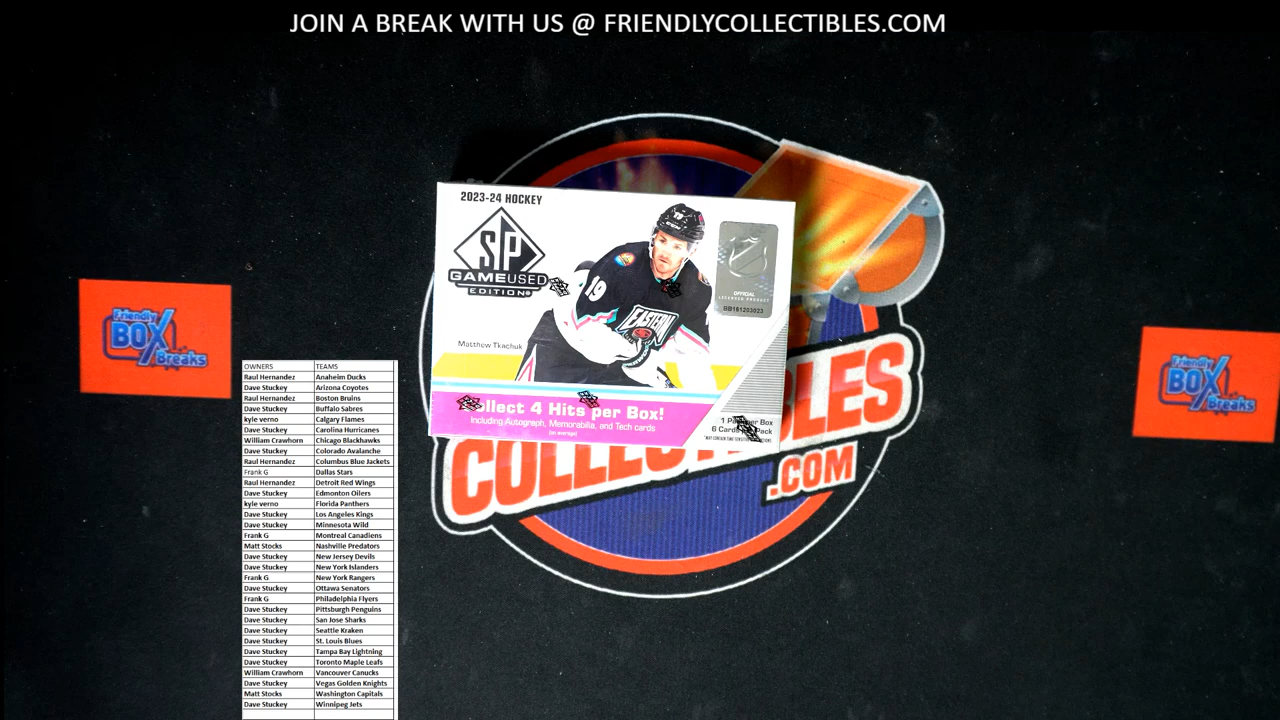 JOIN A BREAK WITH US @ FRIENDLYCOLLECTIBLES.COM
2023-24 HOCKEY
SP
GAMEUSED
EDITION
19
EASTERN
Matthew Tkachuk
OFFICIAL
LICENSED PRODUCT
BB161203023
Collect 4 Hits per Box!
Including Autograph, Memorabilia, and Tech cards
(on average)
1 Pack per Box
6 Cards per Pack
COLLECTIBLES
.COM
Friendly
BOX
Breaks
Friendly
BOX
Breaks
OWNERS TEAMS
Raul Hernandez Anaheim Ducks
Dave Stuckey Arizona Coyotes
Raul Hernandez Boston Bruins
Dave Stuckey Buffalo Sabres
kyle verno Calgary Flames
Dave Stuckey Carolina Hurricanes
William Crawhorn Chicago Blackhawks
Dave Stuckey Colorado Avalanche
Raul Hernandez Columbus Blue Jackets
Frank G Dallas Stars
Raul Hernandez Detroit Red Wings
Dave Stuckey Edmonton Oilers
kyle verno Florida Panthers
Dave Stuckey Los Angeles Kings
Dave Stuckey Minnesota Wild
Frank G Montreal Canadiens
Matt Stocks Nashville Predators
Dave Stuckey New Jersey Devils
Dave Stuckey New York Islanders
Frank G New York Rangers
Dave Stuckey Ottawa Senators
Frank G Philadelphia Flyers
Dave Stuckey Pittsburgh Penguins
Dave Stuckey San Jose Sharks
Dave Stuckey Seattle Kraken
Dave Stuckey St. Louis Blues
Dave Stuckey Tampa Bay Lightning
Dave Stuckey Toronto Maple Leafs
William Crawhorn Vancouver Canucks
Dave Stuckey Vegas Golden Knights
Matt Stocks Washington Capitals
Dave Stuckey Winnipeg Jets